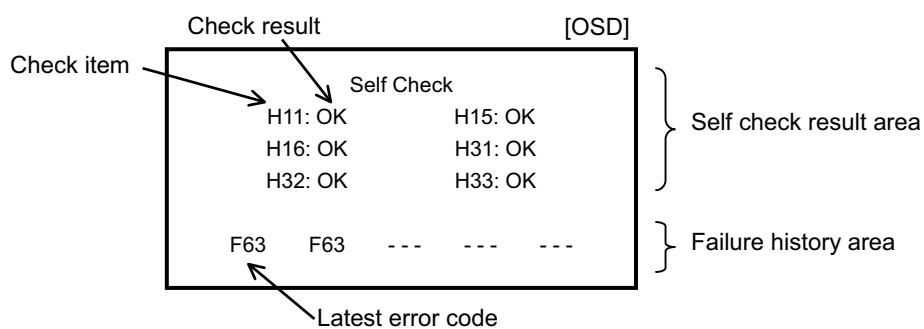 Check result [OSD]
Check item
Self Check
H11: OK H15: OK
Self check result area
H16: OK H31: OK
H32: OK H33: OK
F63 F63 - - - - - - - - -
Failure history area
Latest error code